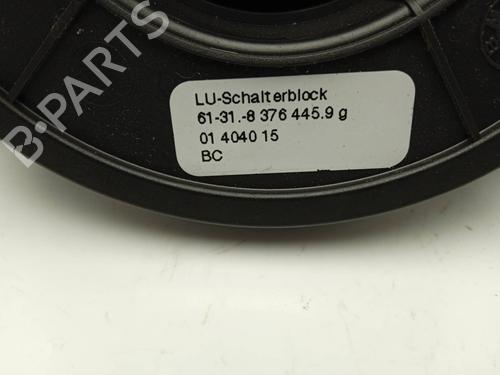 B-PARTS
LU-Schalterblock
61-31.-8 376 445.9 g
01 4040 15
BC